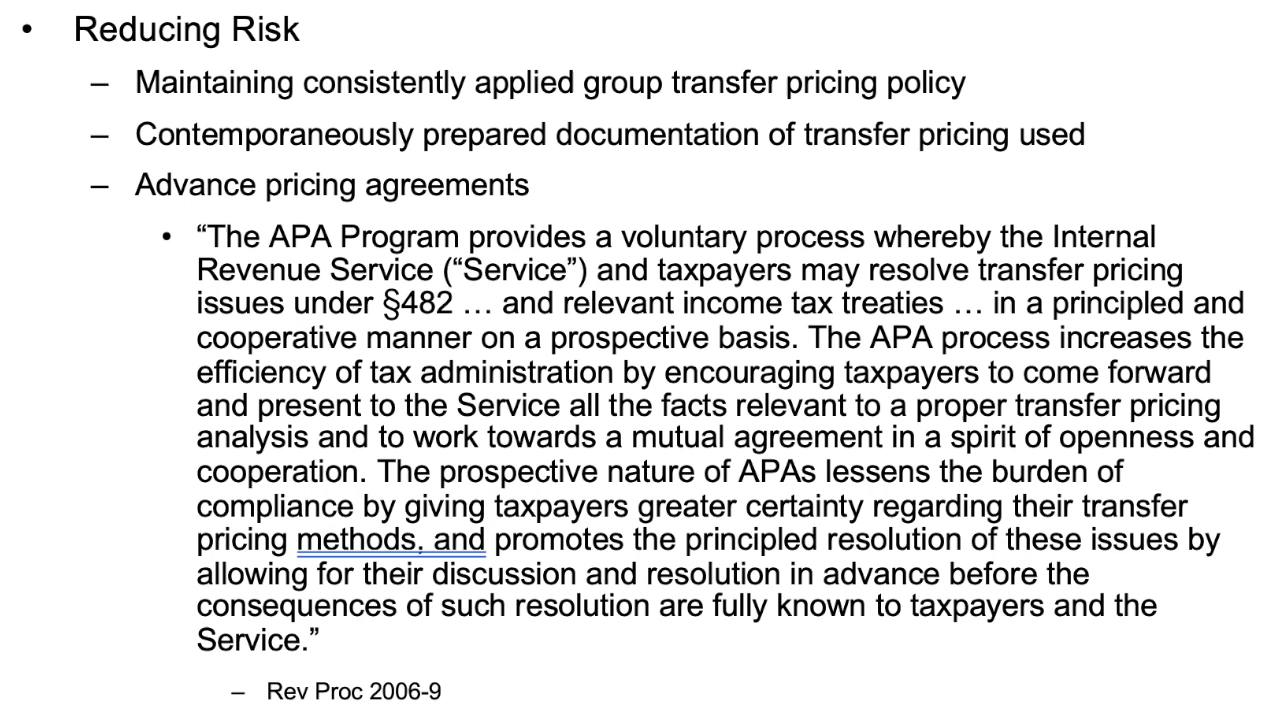 • Reducing Risk
– Maintaining consistently applied group transfer pricing policy
– Contemporaneously prepared documentation of transfer pricing used
– Advance pricing agreements
• “The APA Program provides a voluntary process whereby the Internal
Revenue Service (“Service”) and taxpayers may resolve transfer pricing
issues under §482 … and relevant income tax treaties … in a principled and
cooperative manner on a prospective basis. The APA process increases the
efficiency of tax administration by encouraging taxpayers to come forward
and present to the Service all the facts relevant to a proper transfer pricing
analysis and to work towards a mutual agreement in a spirit of openness and
cooperation. The prospective nature of APAs lessens the burden of
compliance by giving taxpayers greater certainty regarding their transfer
pricing methods, and promotes the principled resolution of these issues by
allowing for their discussion and resolution in advance before the
consequences of such resolution are fully known to taxpayers and the
Service.”
– Rev Proc 2006-9